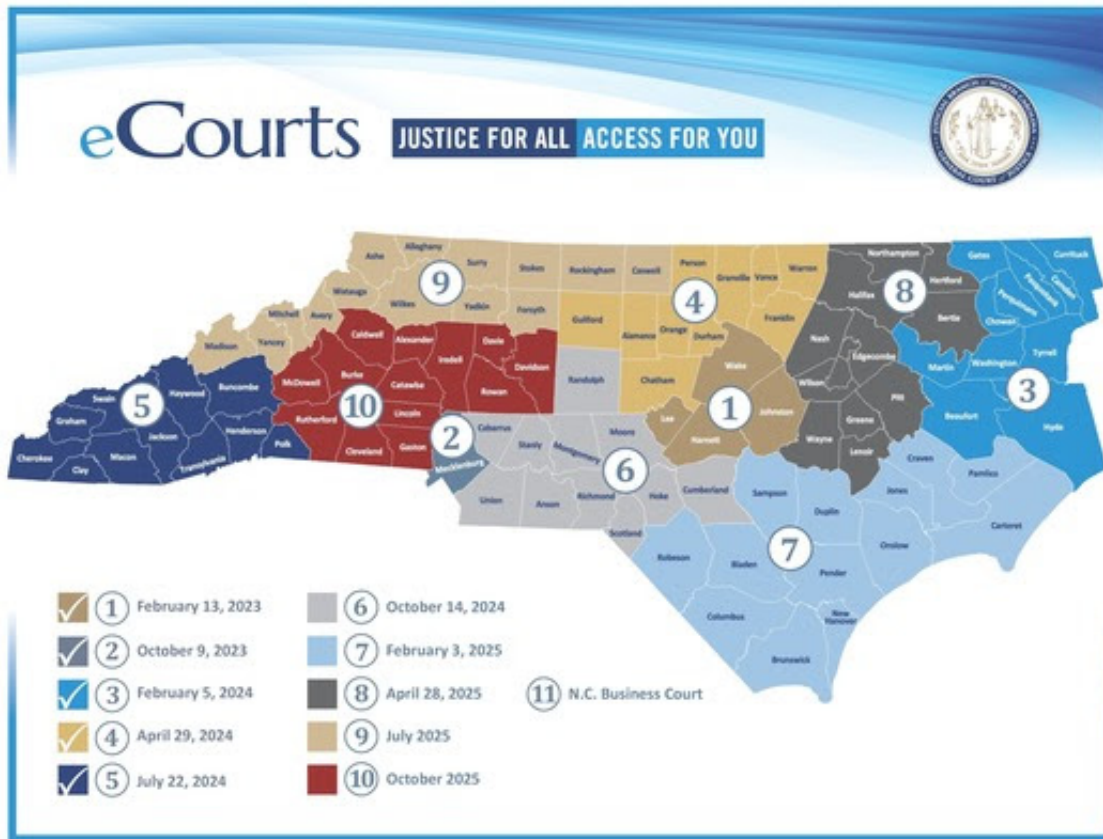 eCourts JUSTICE FOR ALL ACCESS FOR YOU
Ashe
Alleghany
Surry
Stokes
Rockingham
Caswell
Person
Granville
Vance
Warren
Northampton
Gates
Currituck
Camden
Pasquotank
Perquimans
Chowan
Hertford
Halifax
Bertie
8
Watauga
9
Wilkes
Yadkin
Forsyth
Guilford
Alamance
Orange
Durham
4
Franklin
Nash
Edgecombe
Martin
Washington
Tyrrell
Mitchell
Avery
Madison
Yancey
Caldwell
Alexander
Iredell
Davie
Davidson
Randolph
Chatham
Wake
Wilson
Pitt
3
Beaufort
Hyde
Swain
5
Haywood
Buncombe
McDowell
Burke
Catawba
Rowan
Graham
Jackson
Henderson
Rutherford
10
Lincoln
Lee
1
Johnston
Harnett
Wayne
Greene
Lenoir
Cherokee
Clay
Macon
Transylvania
Polk
Cleveland
Gaston
2
Mecklenburg
Cabarrus
Stanly
Montgomery
Moore
6
Union
Anson
Richmond
Hoke
Cumberland
Scotland
Sampson
Duplin
Craven
Jones
Pamlico
Carteret
Onslow
7
Robeson
Bladen
Pender
Columbus
New
Hanover
Brunswick
1 February 13, 2023
2 October 9, 2023
3 February 5, 2024
4 April 29, 2024
5 July 22, 2024
6 October 14, 2024
7 February 3, 2025
8 April 28, 2025
9 July 2025
10 October 2025
11 N.C. Business Court